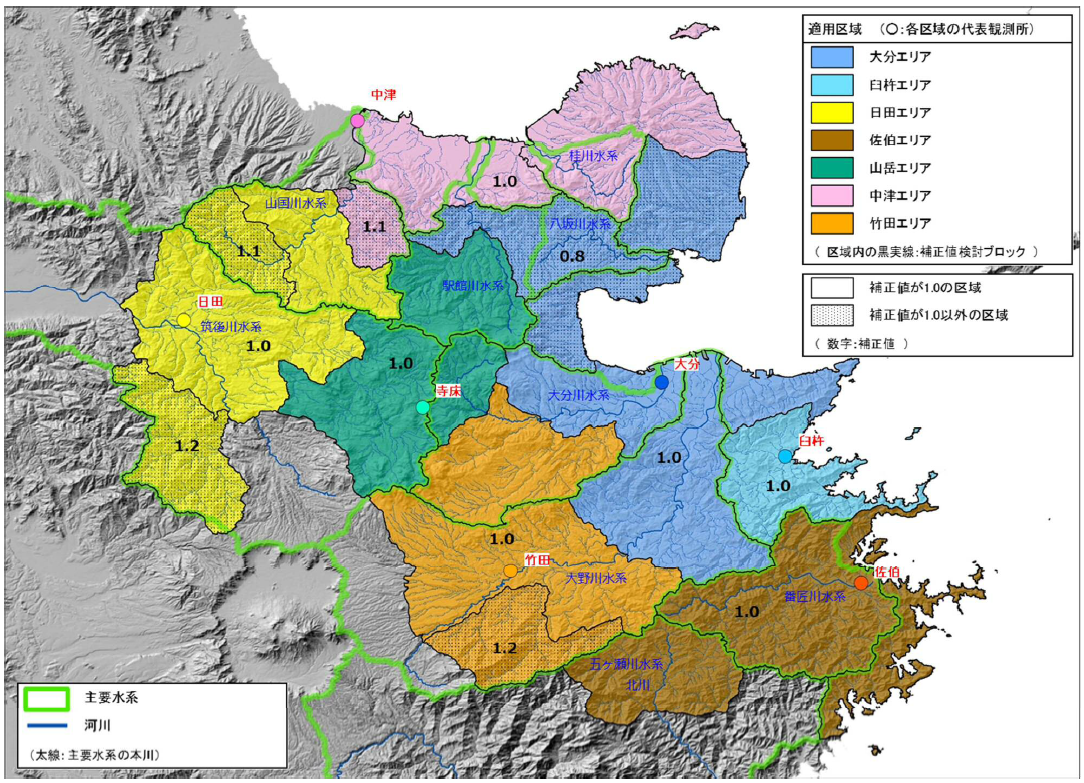 適用区域 (○:各区域の代表観測所)
大分エリア
臼杵エリア
日田エリア
佐伯エリア
山岳エリア
中津エリア
竹田エリア
( 区域内の黒実線:補正値検討ブロック )
補正値が1.0の区域
補正値が1.0以外の区域
( 数字:補正値 )
中津
桂川水系
1.0
山国川水系
1.1
八坂川水系
1.1
0.8
駅館川水系
日田
筑後川水系
1.0
1.0
大分
寺床
大分川水系
1.2
臼杵
1.0
1.0
1.0
竹田
大野川水系
佐伯
番匠川水系
1.0
1.2
五ヶ瀬川水系
北川
主要水系
河川
(太線:主要水系の本川)